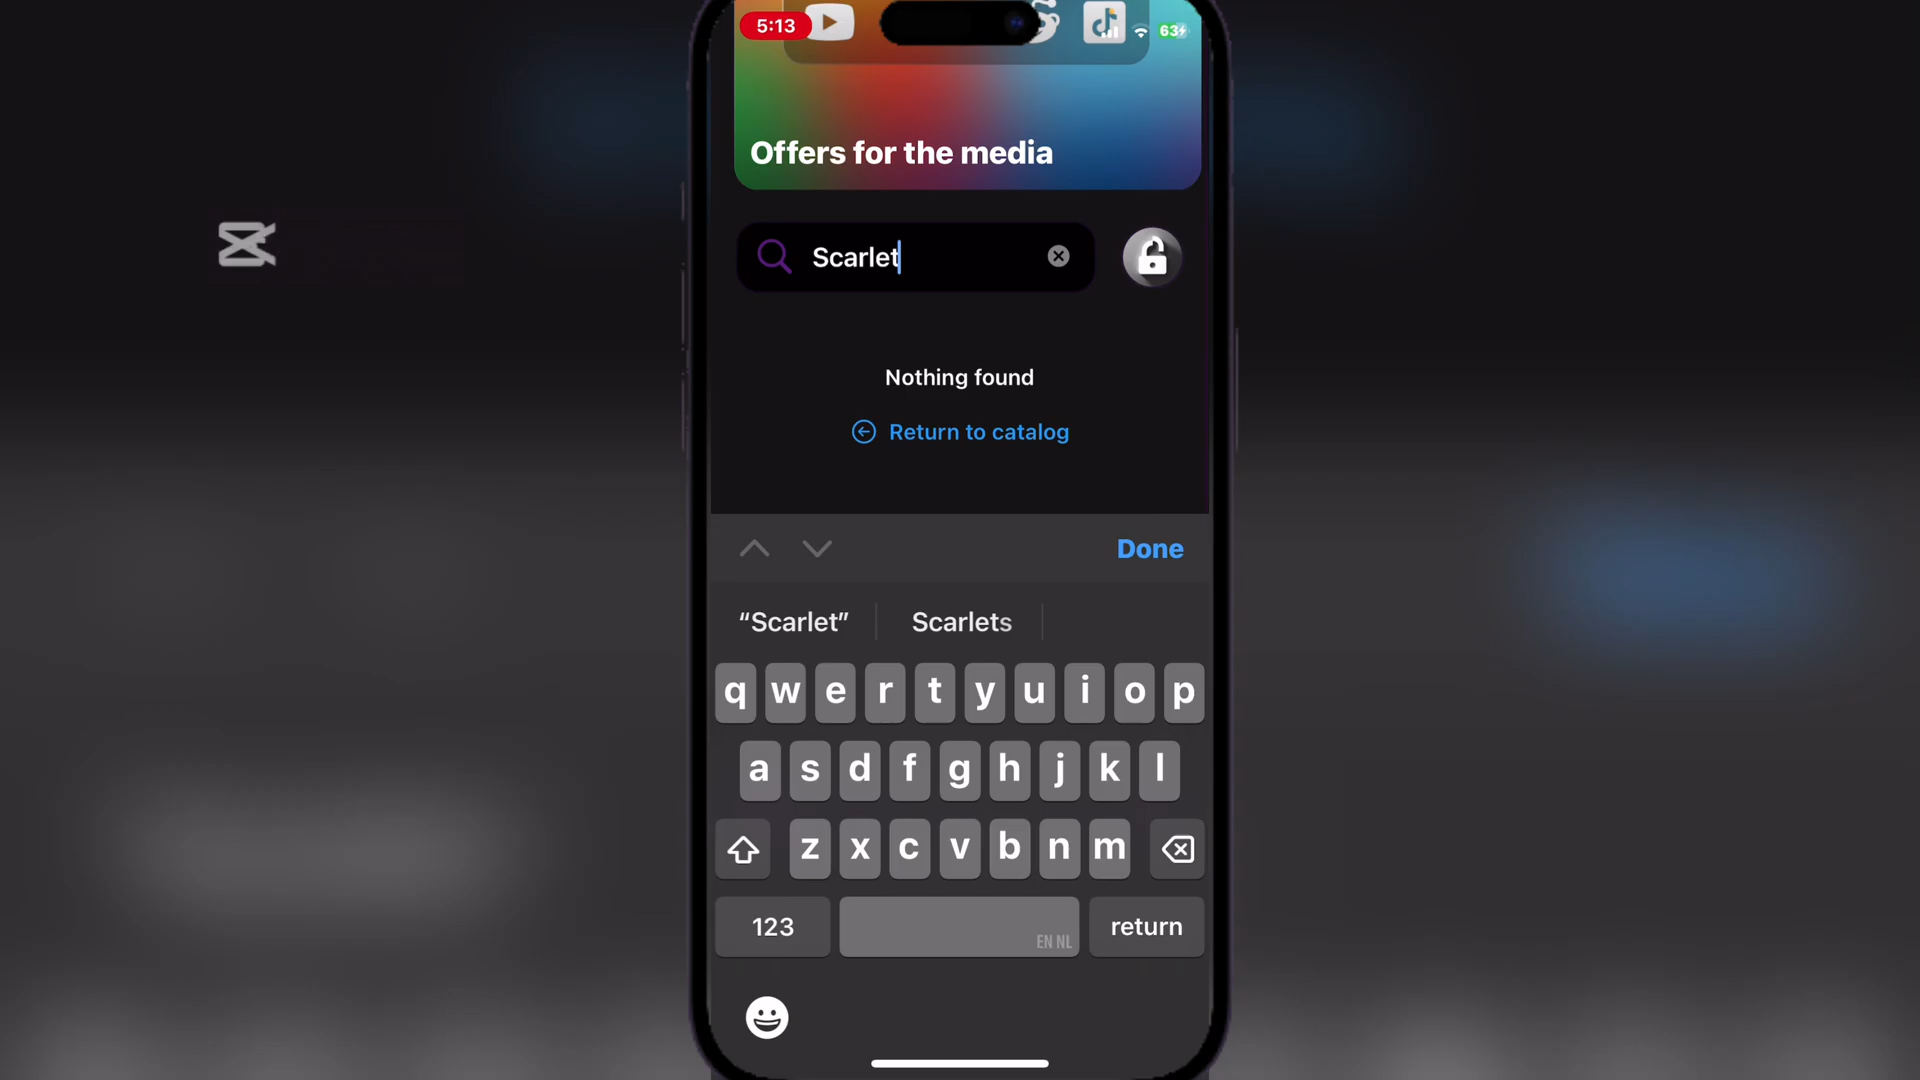 5:13
63
Offers for the media
Scarlet
Nothing found
Return to catalog
Done
“Scarlet” Scarlets
q w e r t y u i o p
a s d f g h j k l
z x c v b n m
123 EN NL return